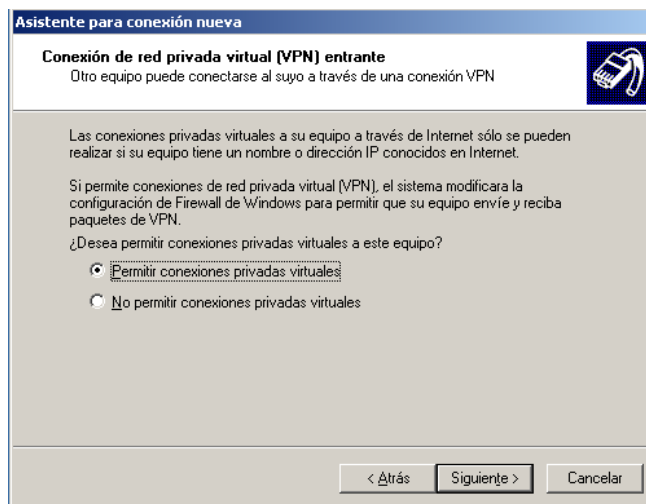 Asistente para conexión nueva
Conexión de red privada virtual (VPN) entrante
Otro equipo puede conectarse al suyo a través de una conexión VPN
Las conexiones privadas virtuales a su equipo a través de Internet sólo se pueden
realizar si su equipo tiene un nombre o dirección IP conocidos en Internet.
Si permite conexiones de red privada virtual (VPN), el sistema modificara la
configuración de Firewall de Windows para permitir que su equipo envíe y reciba
paquetes de VPN.
¿Desea permitir conexiones privadas virtuales a este equipo?
Permitir conexiones privadas virtuales
No permitir conexiones privadas virtuales
< Atrás Siguiente > Cancelar